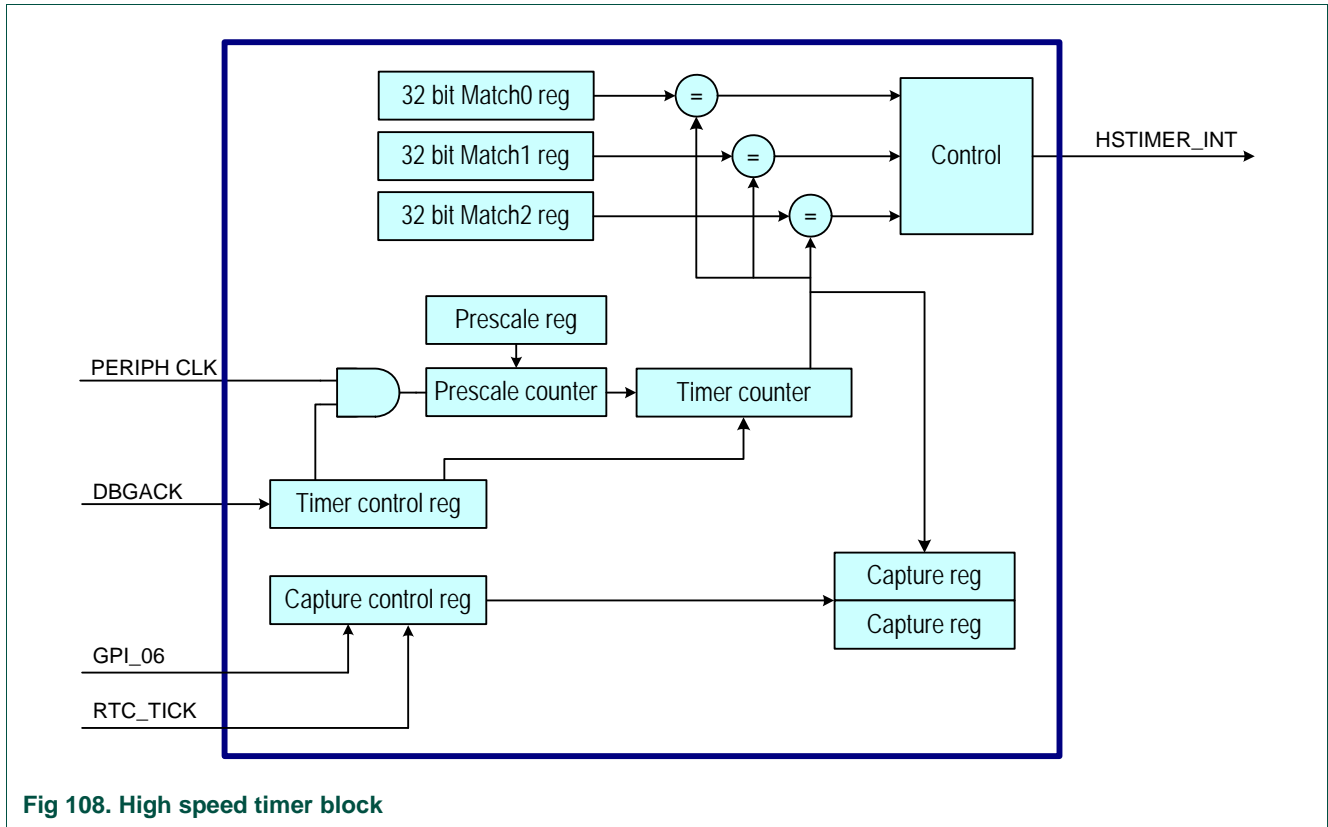 32 bit Match0 reg
=
32 bit Match1 reg
=
32 bit Match2 reg
=
Control
HSTIMER_INT
Prescale reg
PERIPH CLK
Prescale counter
Timer counter
DBGACK
Timer control reg
Capture reg
Capture control reg
Capture reg
GPI_06
RTC_TICK
Fig 108. High speed timer block